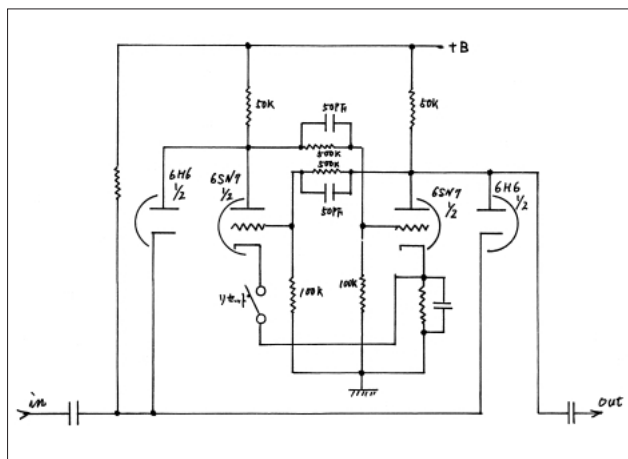 +B
50K
50K
50PF
500K
500K
50PF
6H6
1/2
6SN7
1/2
6SN7
1/2
6H6
1/2
リセット
100K
100K
in
out